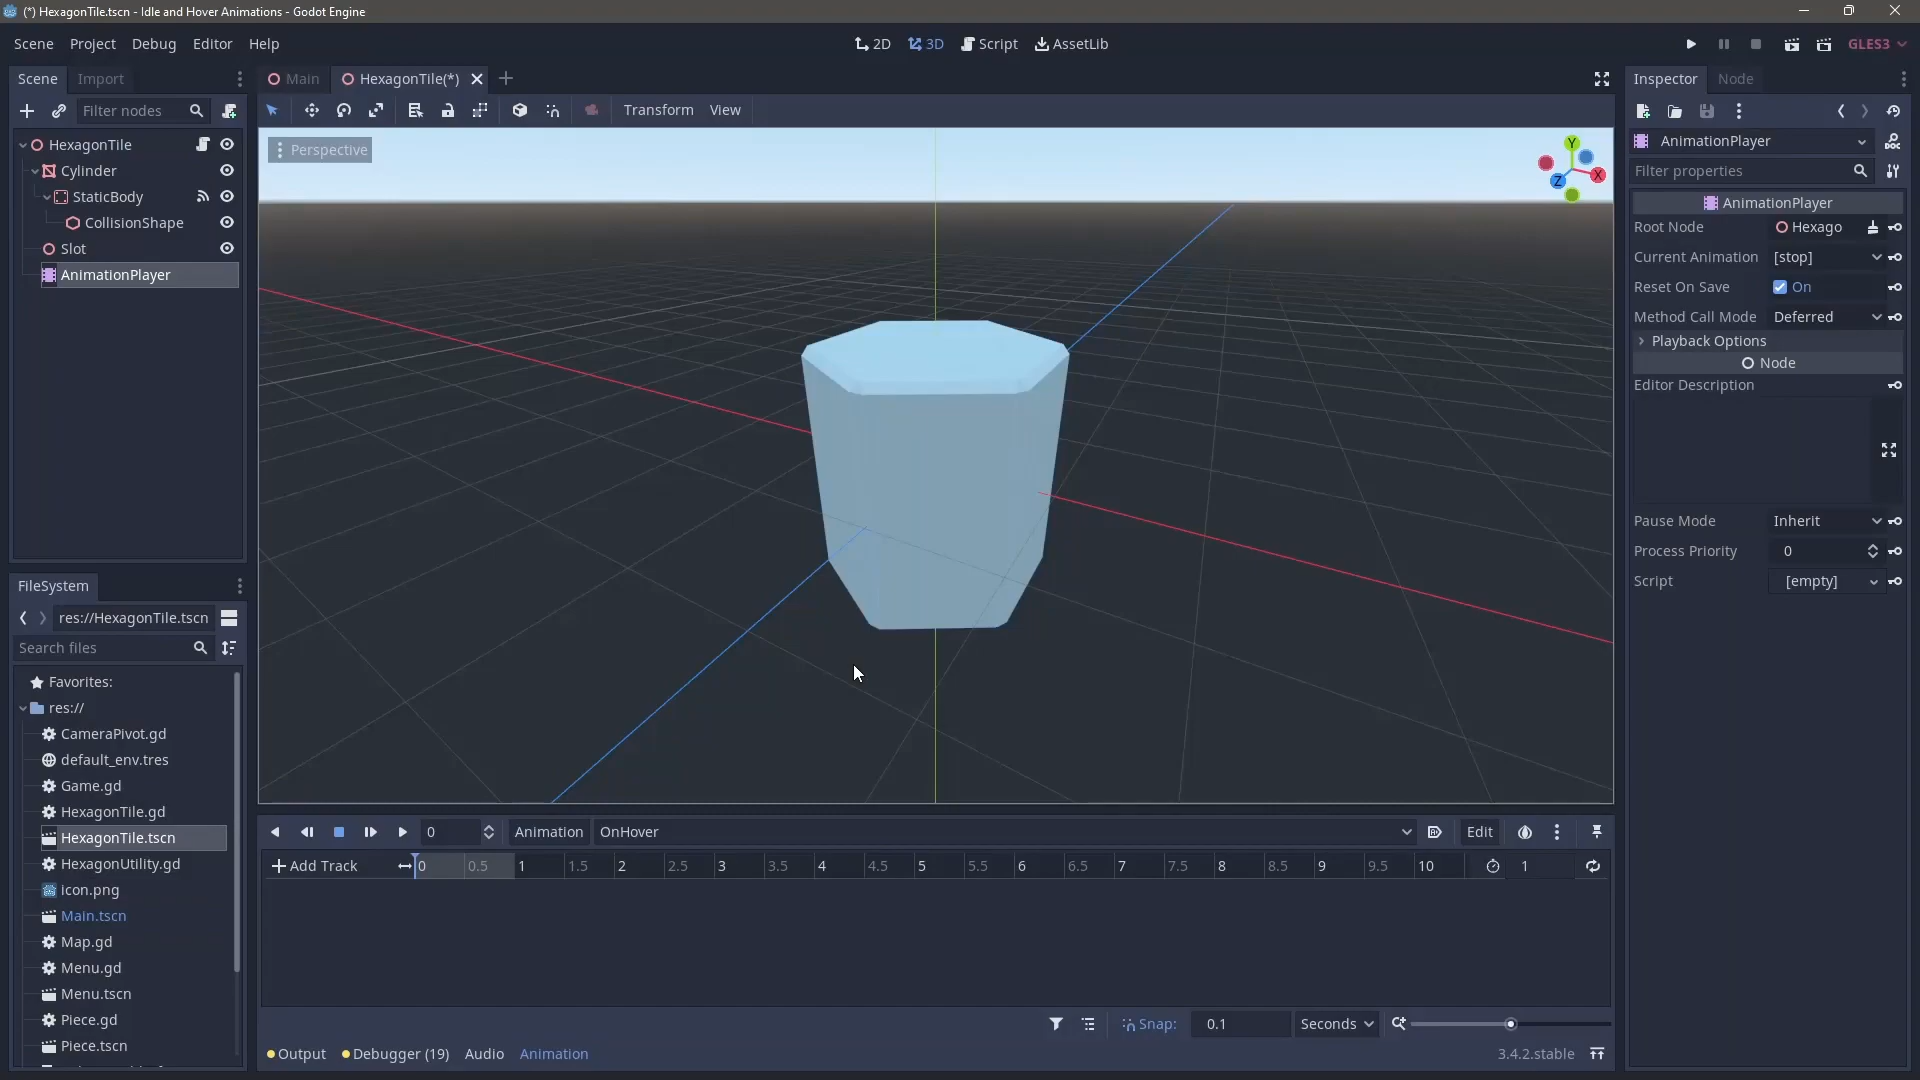 (*) HexagonTile.tscn - Idle and Hover Animations - Godot Engine
Scene Project Debug Editor Help
2D 3D Script AssetLib
GLES3
Scene Import
Filter nodes
HexagonTile
Cylinder
StaticBody
CollisionShape
Slot
AnimationPlayer
FileSystem
res://HexagonTile.tscn
Search files
Favorites:
res://
CameraPivot.gd
default_env.tres
Game.gd
HexagonTile.gd
HexagonTile.tscn
HexagonUtility.gd
icon.png
Main.tscn
Map.gd
Menu.gd
Menu.tscn
Piece.gd
Piece.tscn
Main HexagonTile(*)
Transform View
Perspective
Y
X
Z
0 Animation OnHover Edit
Add Track 0 0.5 1 1.5 2 2.5 3 3.5 4 4.5 5 5.5 6 6.5 7 7.5 8 8.5 9 9.5 10 1
Snap: 0.1 Seconds
Output Debugger (19) Audio Animation 3.4.2.stable
Inspector Node
AnimationPlayer
Filter properties
AnimationPlayer
Root Node Hexago
Current Animation [stop]
Reset On Save On
Method Call Mode Deferred
Playback Options
Node
Editor Description
Pause Mode Inherit
Process Priority 0
Script [empty]